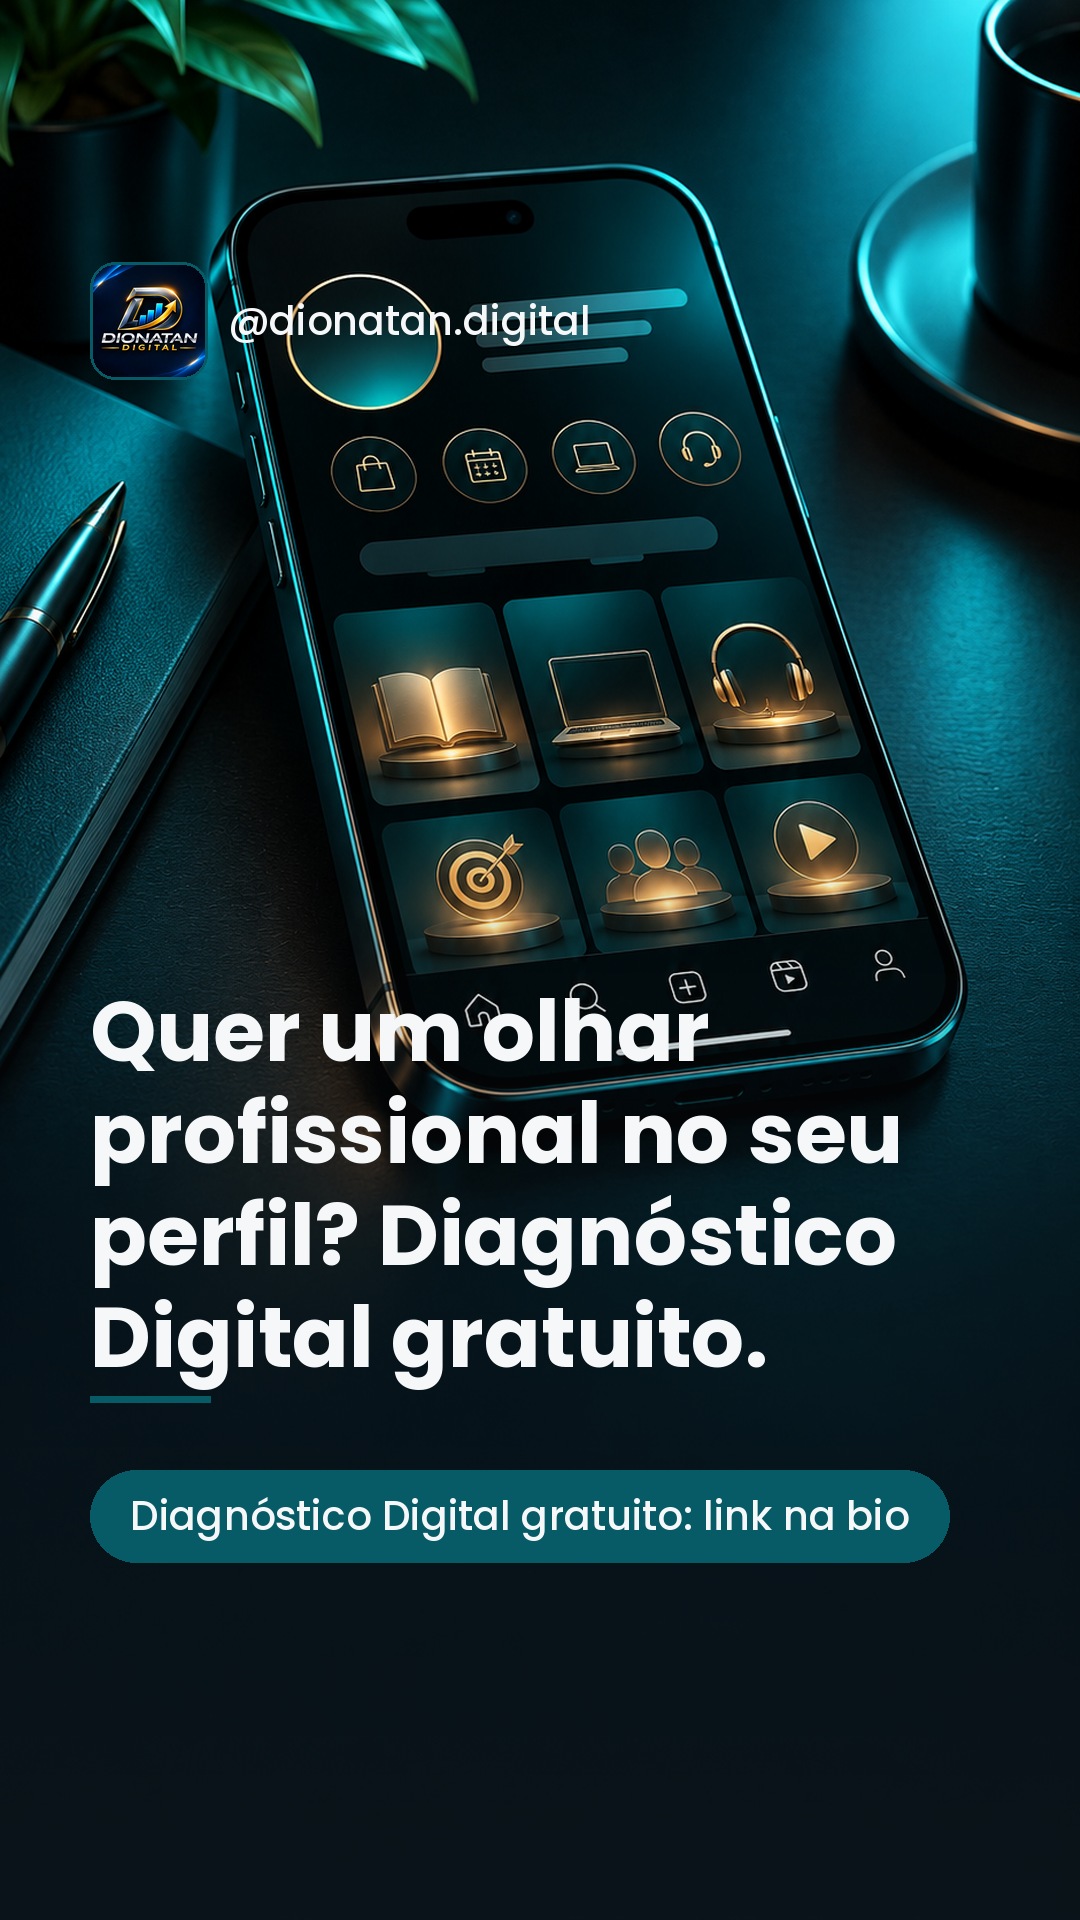 DIONATAN
DIGITAL
@dionatan.digital
Quer um olhar
profissional no seu
perfil? Diagnóstico
Digital gratuito.
Diagnóstico Digital gratuito: link na bio